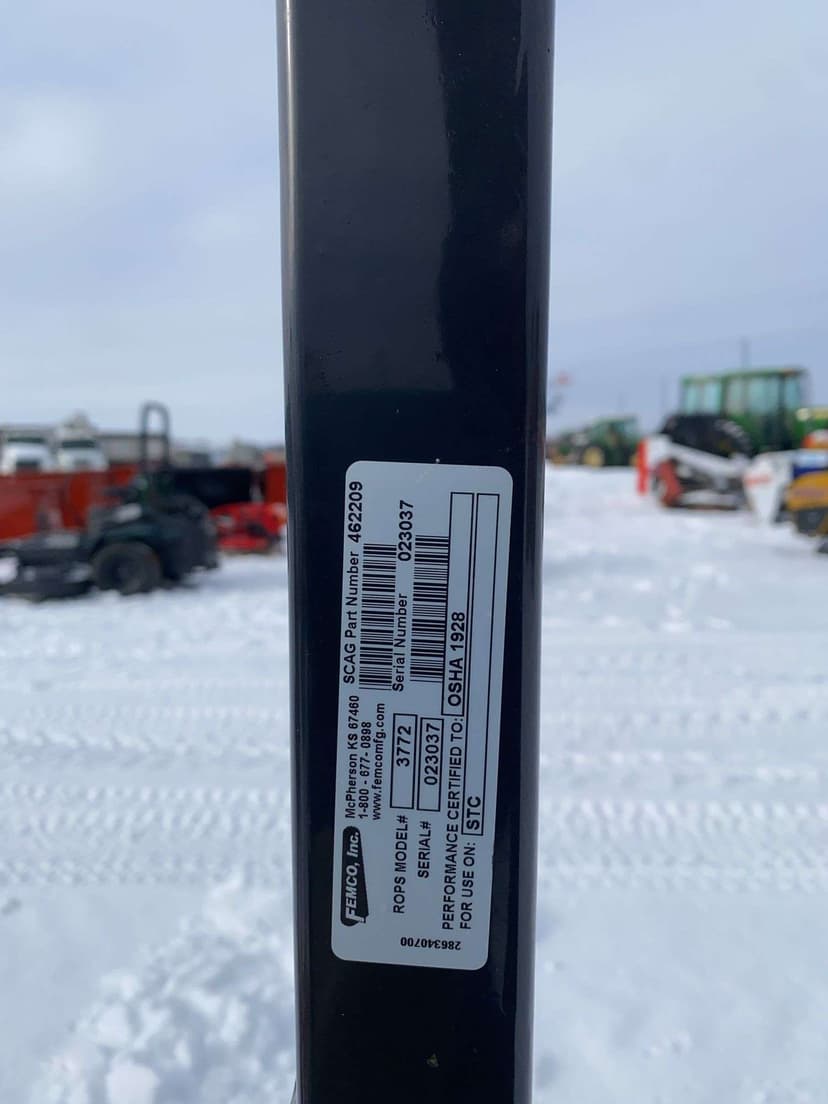 FEMCO, Inc.
McPherson KS 67460
1-800 - 677- 0898
www.femcomfg.com
SCAG Part Number 462209
Serial Number 023037
ROPS MODEL# 3772
SERIAL# 023037
PERFORMANCE CERTIFIED TO: OSHA 1928
FOR USE ON: STC
286340700